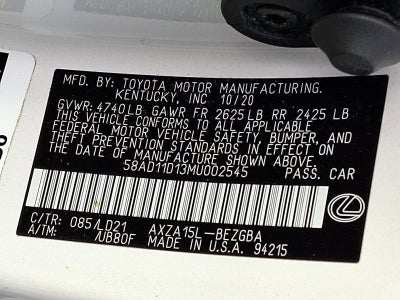 MFD. BY: TOYOTA MOTOR MANUFACTURING.
KENTUCKY, INC 10/20
GVWR: 4740LB GAWR FR 2625LB RR 2425 LB
THIS VEHICLE CONFORMS TO ALL APPLICABLE
FEDERAL MOTOR VEHICLE SAFETY, BUMPER, AND
THEFT PREVENTION STANDARDS IN EFFECT ON
THE DATE OF MANUFACTURE SHOWN ABOVE.
58AD11D13MU002545 PASS. CAR
C/TR: 085/LD21 AXZA15L-BEZGBA
A/TM: /UB80F MADE IN U.S.A. 94215